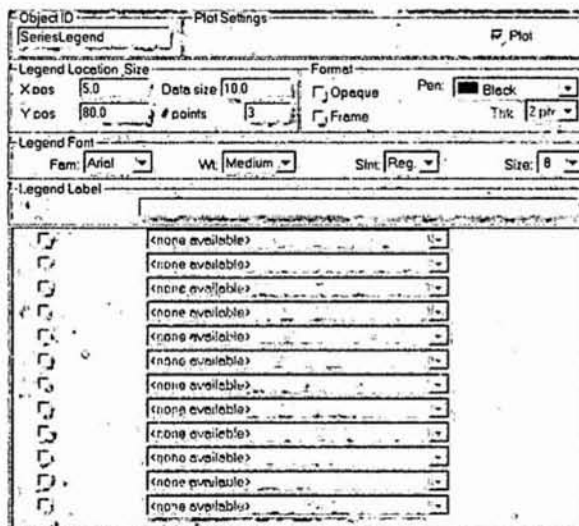 Object ID
Plot Settings
SeriesLegend
Plot
Legend Location, Size
Format
X pos 5.0 Data size 10.0
Opaque Pen: Black
Y pos 80.0 # points 3
Frame Thk: 2 ptr
Legend Font
Fam: Arial Wt: Medium Slnt: Reg. Size: 8
Legend Label
<none available>
<none available>
<none available>
<none available>
<none available>
<none available>
<none available>
<none available>
<none available>
<none available>
<none available>
<none available>